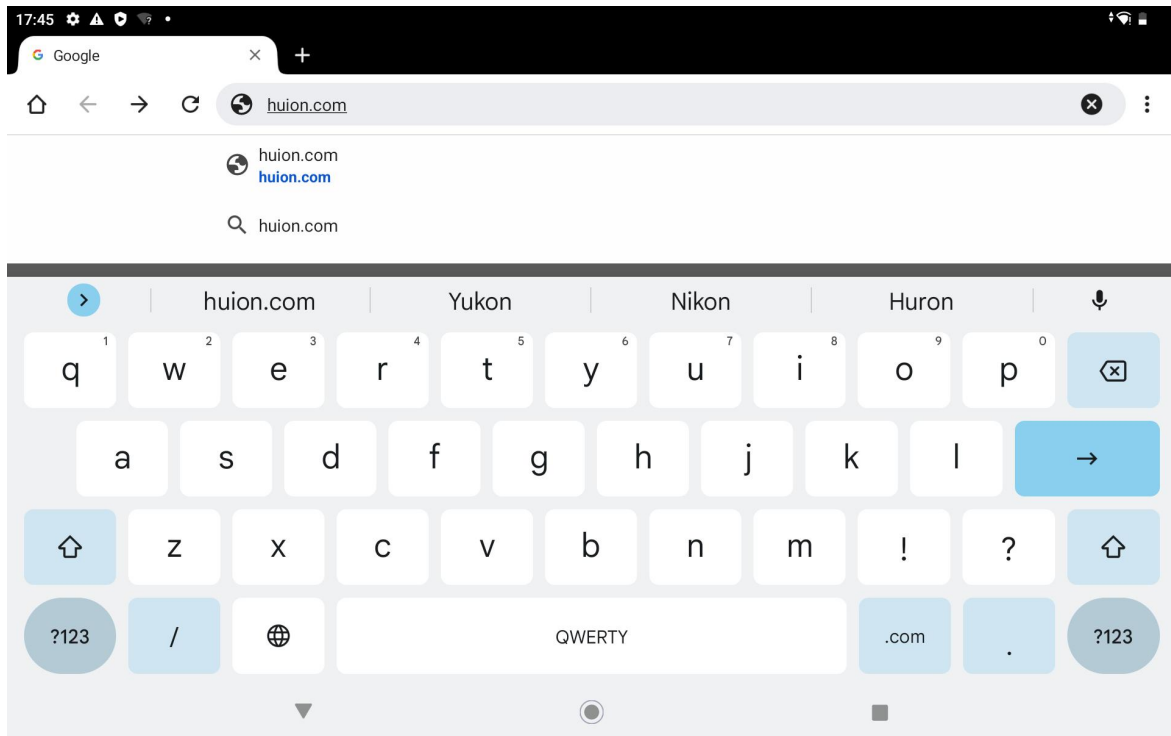 17:45
Google
huion.com
huion.com
huion.com
huion.com
huion.com Yukon Nikon Huron
1 2 3 4 5 6 7 8 9 0
q w e r t y u i o p
a s d f g h j k l
z x c v b n m ! ?
?123 / QWERTY .com . ?123